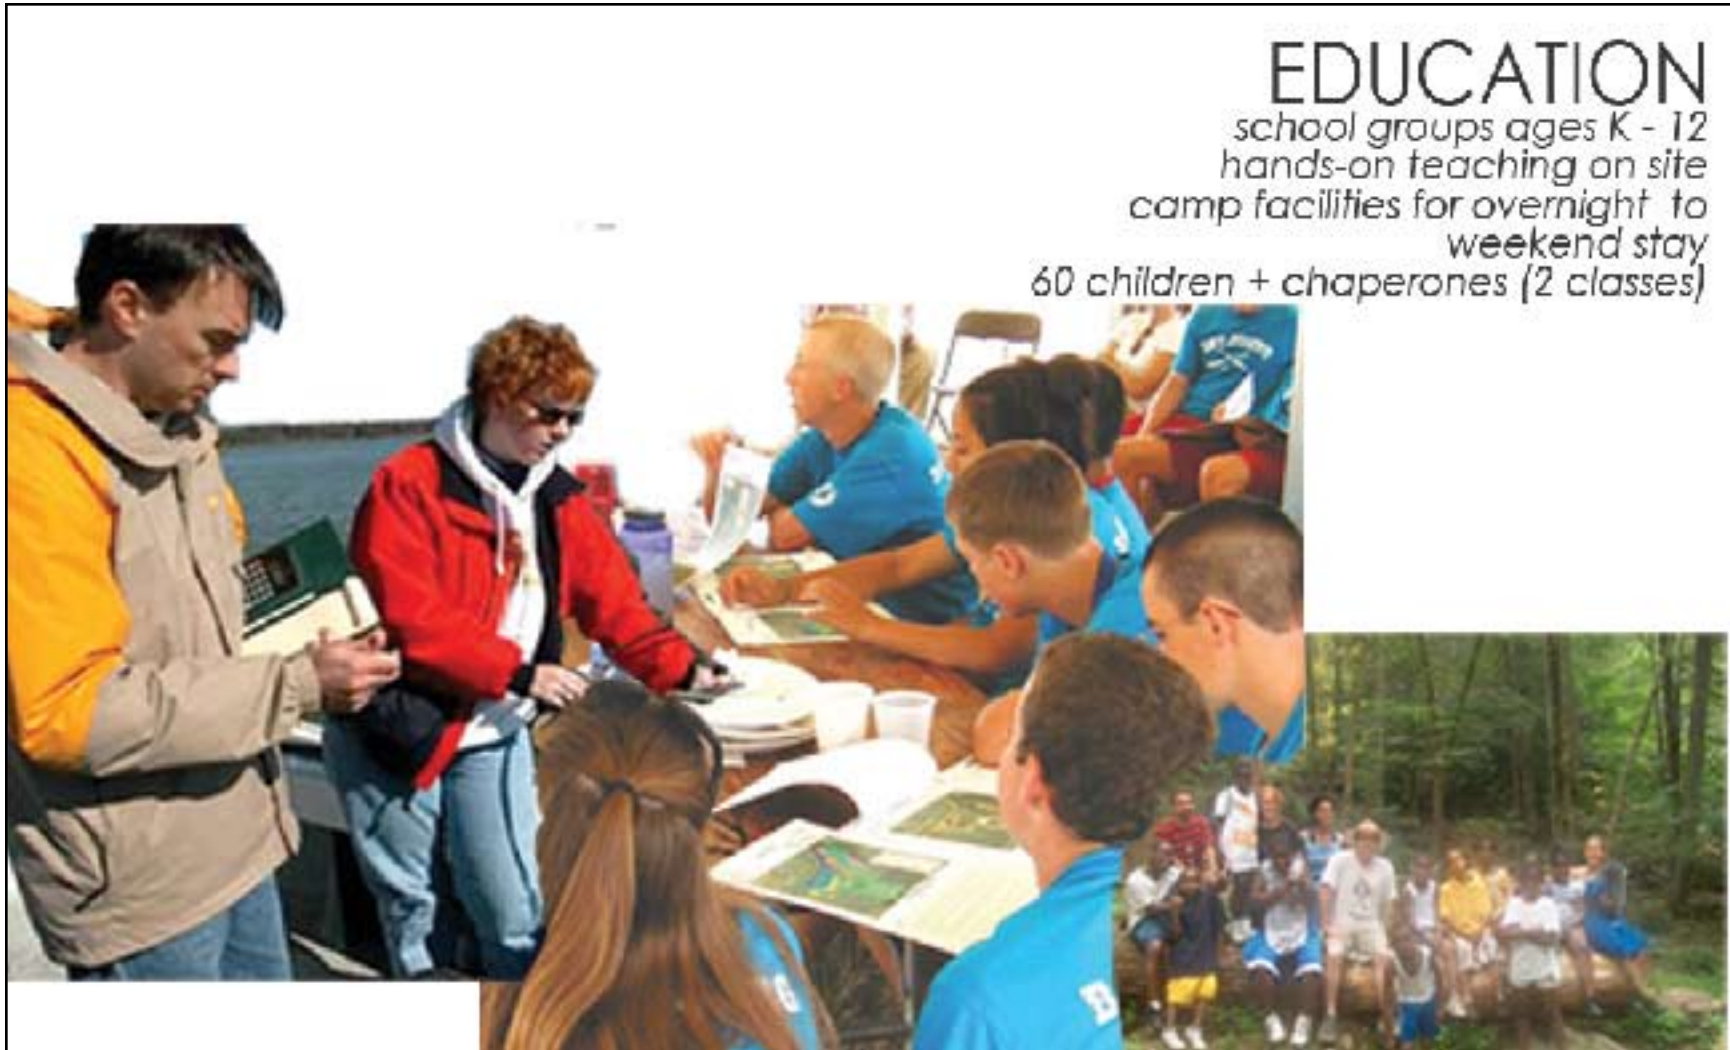 EDUCATION
school groups ages K - 12
hands-on teaching on site
camp facilities for overnight to
weekend stay
60 children + chaperones (2 classes)